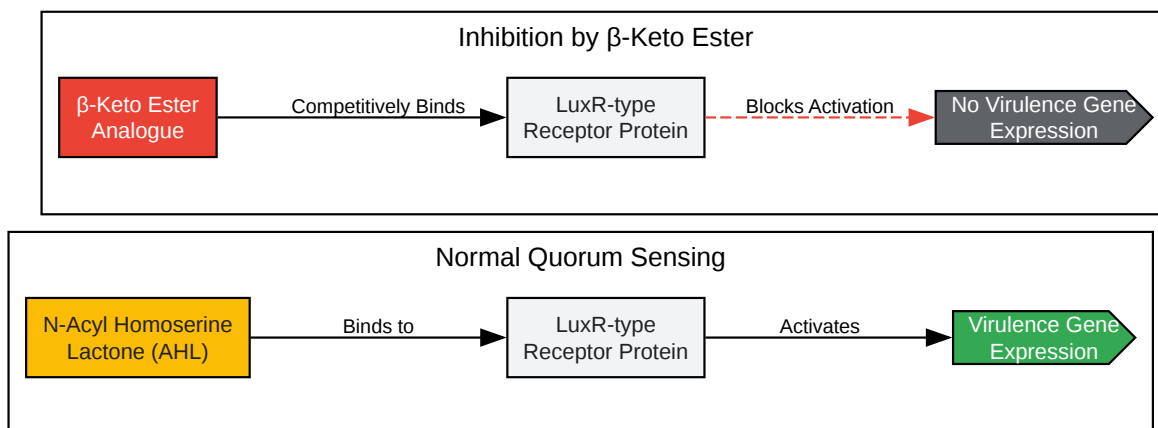 Inhibition by β-Keto Ester
β-Keto Ester
Analogue
Competitively Binds
LuxR-type
Receptor Protein
Blocks Activation
No Virulence Gene
Expression
Normal Quorum Sensing
N-Acyl Homoserine
Lactone (AHL)
Binds to
LuxR-type
Receptor Protein
Activates
Virulence Gene
Expression